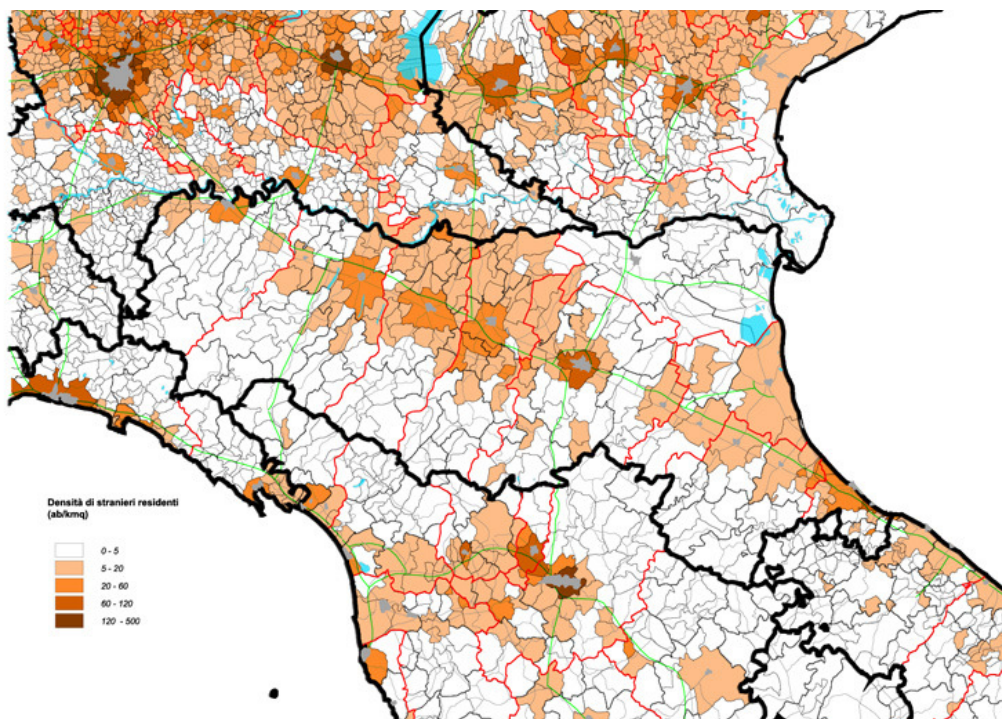 Densità di stranieri residenti
(ab/kmq)
0 - 5
5 - 20
20 - 60
60 - 120
120 - 500